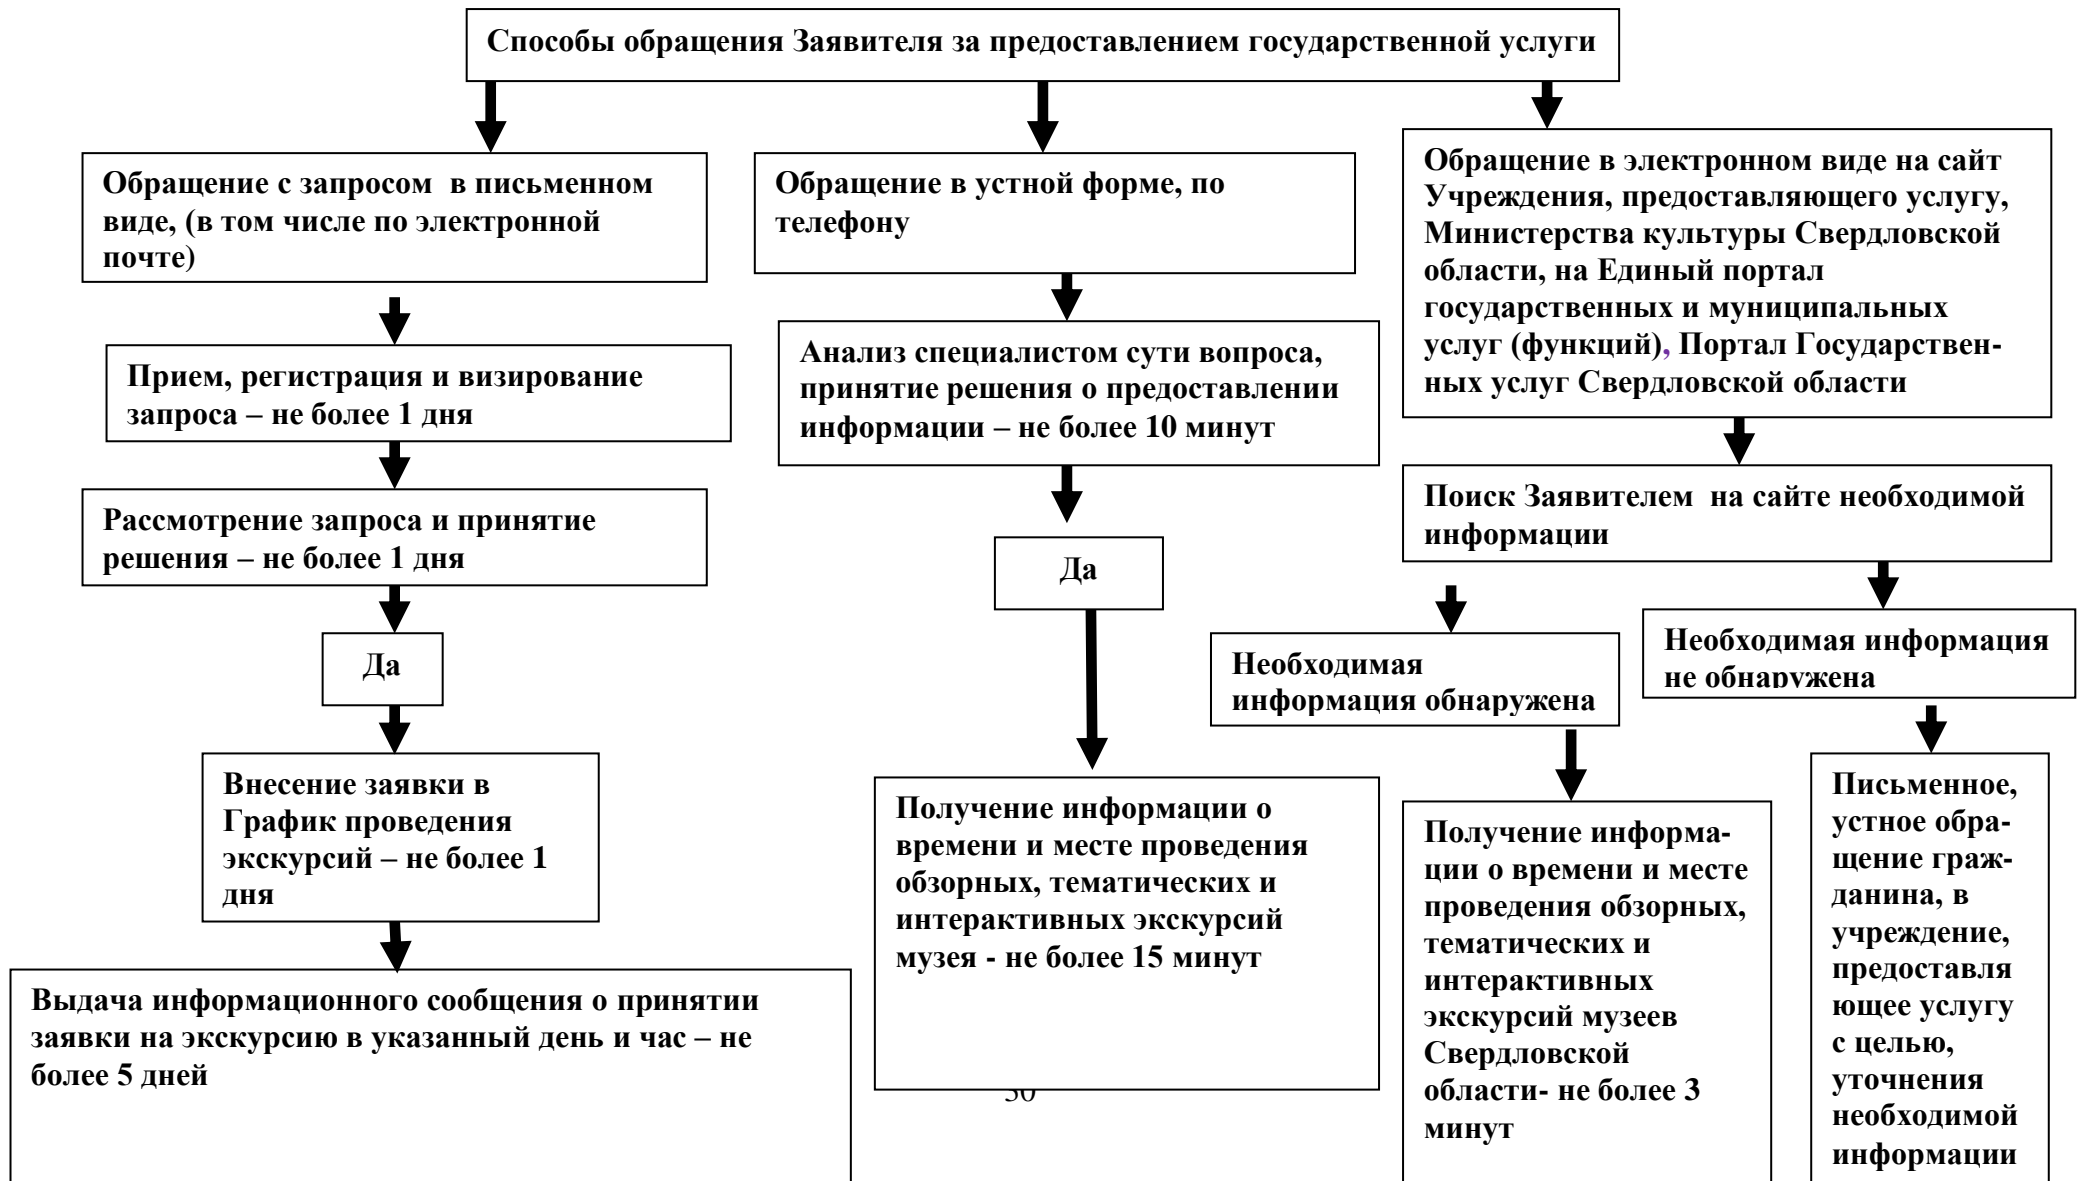 Способы обращения Заявителя за предоставлением государственной услуги
Обращение с запросом в письменном
виде, (в том числе по электронной
почте)
Прием, регистрация и визирование
запроса – не более 1 дня
Рассмотрение запроса и принятие
решения – не более 1 дня
Да
Внесение заявки в
График проведения
экскурсий – не более 1
дня
Выдача информационного сообщения о принятии
заявки на экскурсию в указанный день и час – не
более 5 дней
Обращение в устной форме, по
телефону
Анализ специалистом сути вопроса,
принятие решения о предоставлении
информации – не более 10 минут
Да
Получение информации о
времени и месте проведения
обзорных, тематических и
интерактивных экскурсий
музея - не более 15 минут
Обращение в электронном виде на сайт
Учреждения, предоставляющего услугу,
Министерства культуры Свердловской
области, на Единый портал
государственных и муниципальных
услуг (функций), Портал Государствен-
ных услуг Свердловской области
Поиск Заявителем на сайте необходимой
информации
Необходимая
информация обнаружена
Получение информа-
ции о времени и месте
проведения обзорных,
тематических и
интерактивных
экскурсий музеев
Свердловской
области- не более 3
минут
Необходимая информация
не обнаружена
Письменное,
устное обра-
щение граж-
данина, в
учреждение,
предоставля
ющее услугу
с целью,
уточнения
необходимой
информации